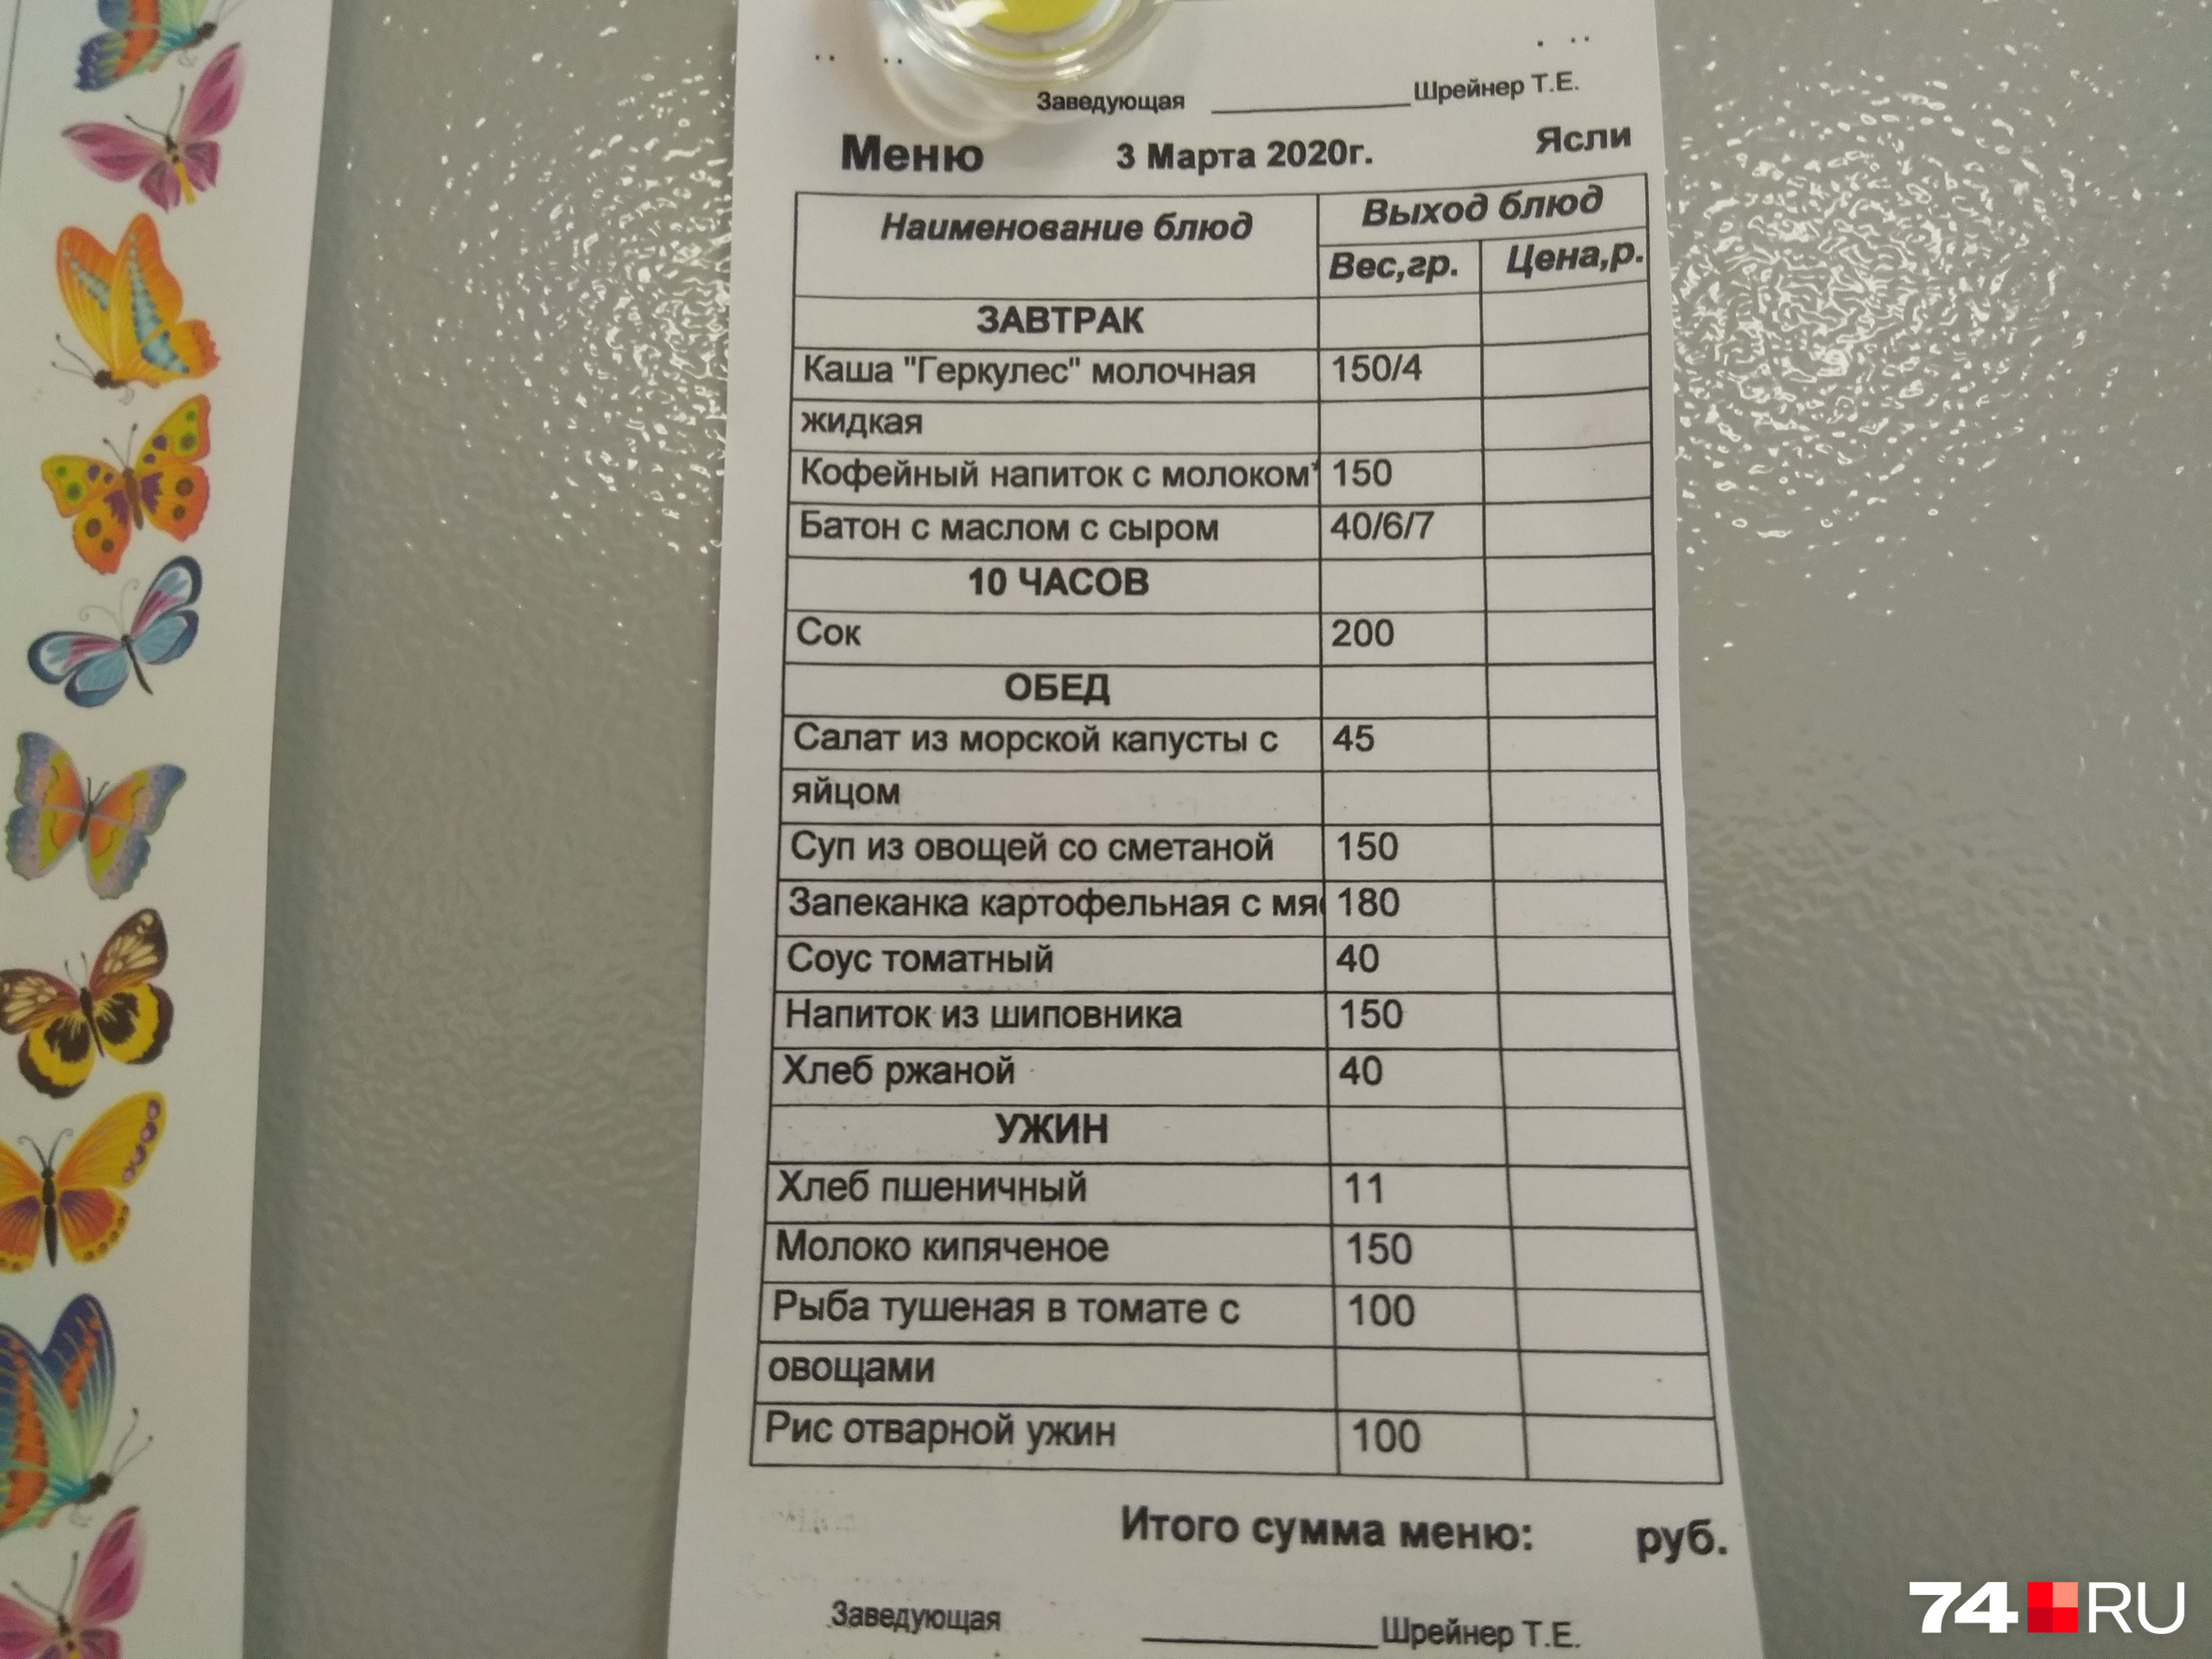 Заведующая Шрейнер Т.Е.
Меню 3 Марта 2020г. Ясли
Наименование блюд Выход блюд
Вес,гр. Цена,р.
ЗАВТРАК
Каша "Геркулес" молочная 150/4
жидкая
Кофейный напиток с молоком* 150
Батон с маслом с сыром 40/6/7
10 ЧАСОВ
Сок 200
ОБЕД
Салат из морской капусты с 45
яйцом
Суп из овощей со сметаной 150
Запеканка картофельная с мя 180
Соус томатный 40
Напиток из шиповника 150
Хлеб ржаной 40
УЖИН
Хлеб пшеничный 11
Молоко кипяченое 150
Рыба тушеная в томате с 100
овощами
Рис отварной ужин 100
Итого сумма меню: руб.
Заведующая Шрейнер Т.Е.
74 RU